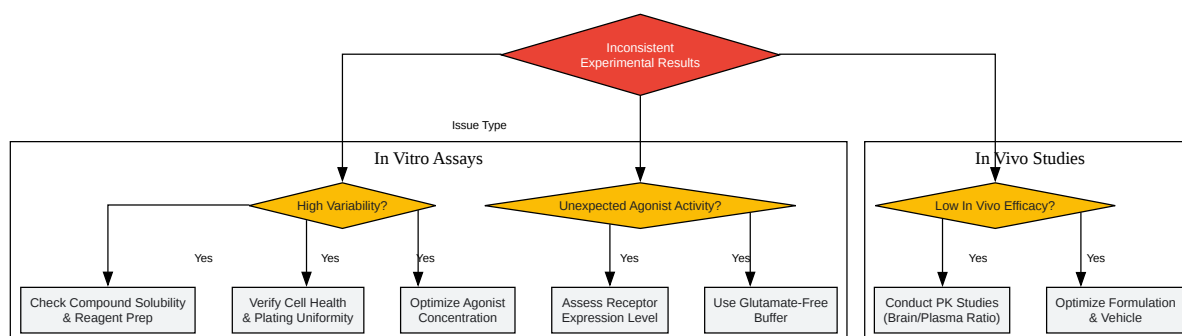 Inconsistent
Experimental Results
Issue Type
In Vitro Assays
In Vivo Studies
High Variability?
Unexpected Agonist Activity?
Low In Vivo Efficacy?
Yes
Yes
Yes
Yes
Yes
Yes
Yes
Check Compound Solubility
& Reagent Prep
Verify Cell Health
& Plating Uniformity
Optimize Agonist
Concentration
Assess Receptor
Expression Level
Use Glutamate-Free
Buffer
Conduct PK Studies
(Brain/Plasma Ratio)
Optimize Formulation
& Vehicle